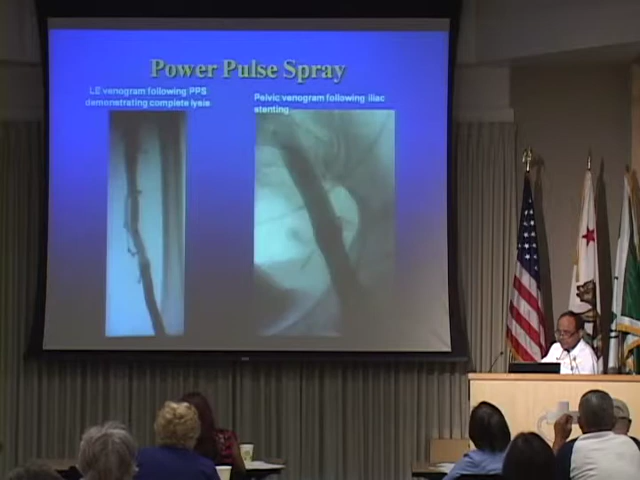 Power Pulse Spray
LE venogram following PPS
demonstrating complete lysis
Pelvic venogram following iliac
stenting